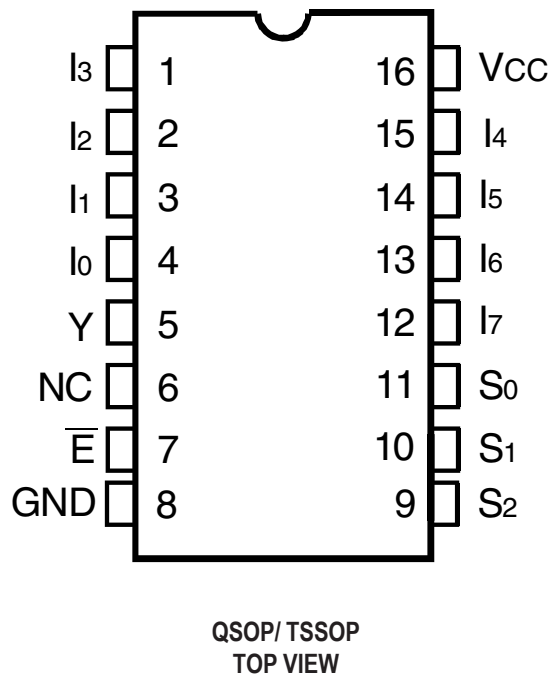 I3 1 16 VCC
I2 2 15 I4
I1 3 14 I5
I0 4 13 I6
Y 5 12 I7
NC 6 11 S0
E̅ 7 10 S1
GND 8 9 S2
QSOP/ TSSOP
TOP VIEW